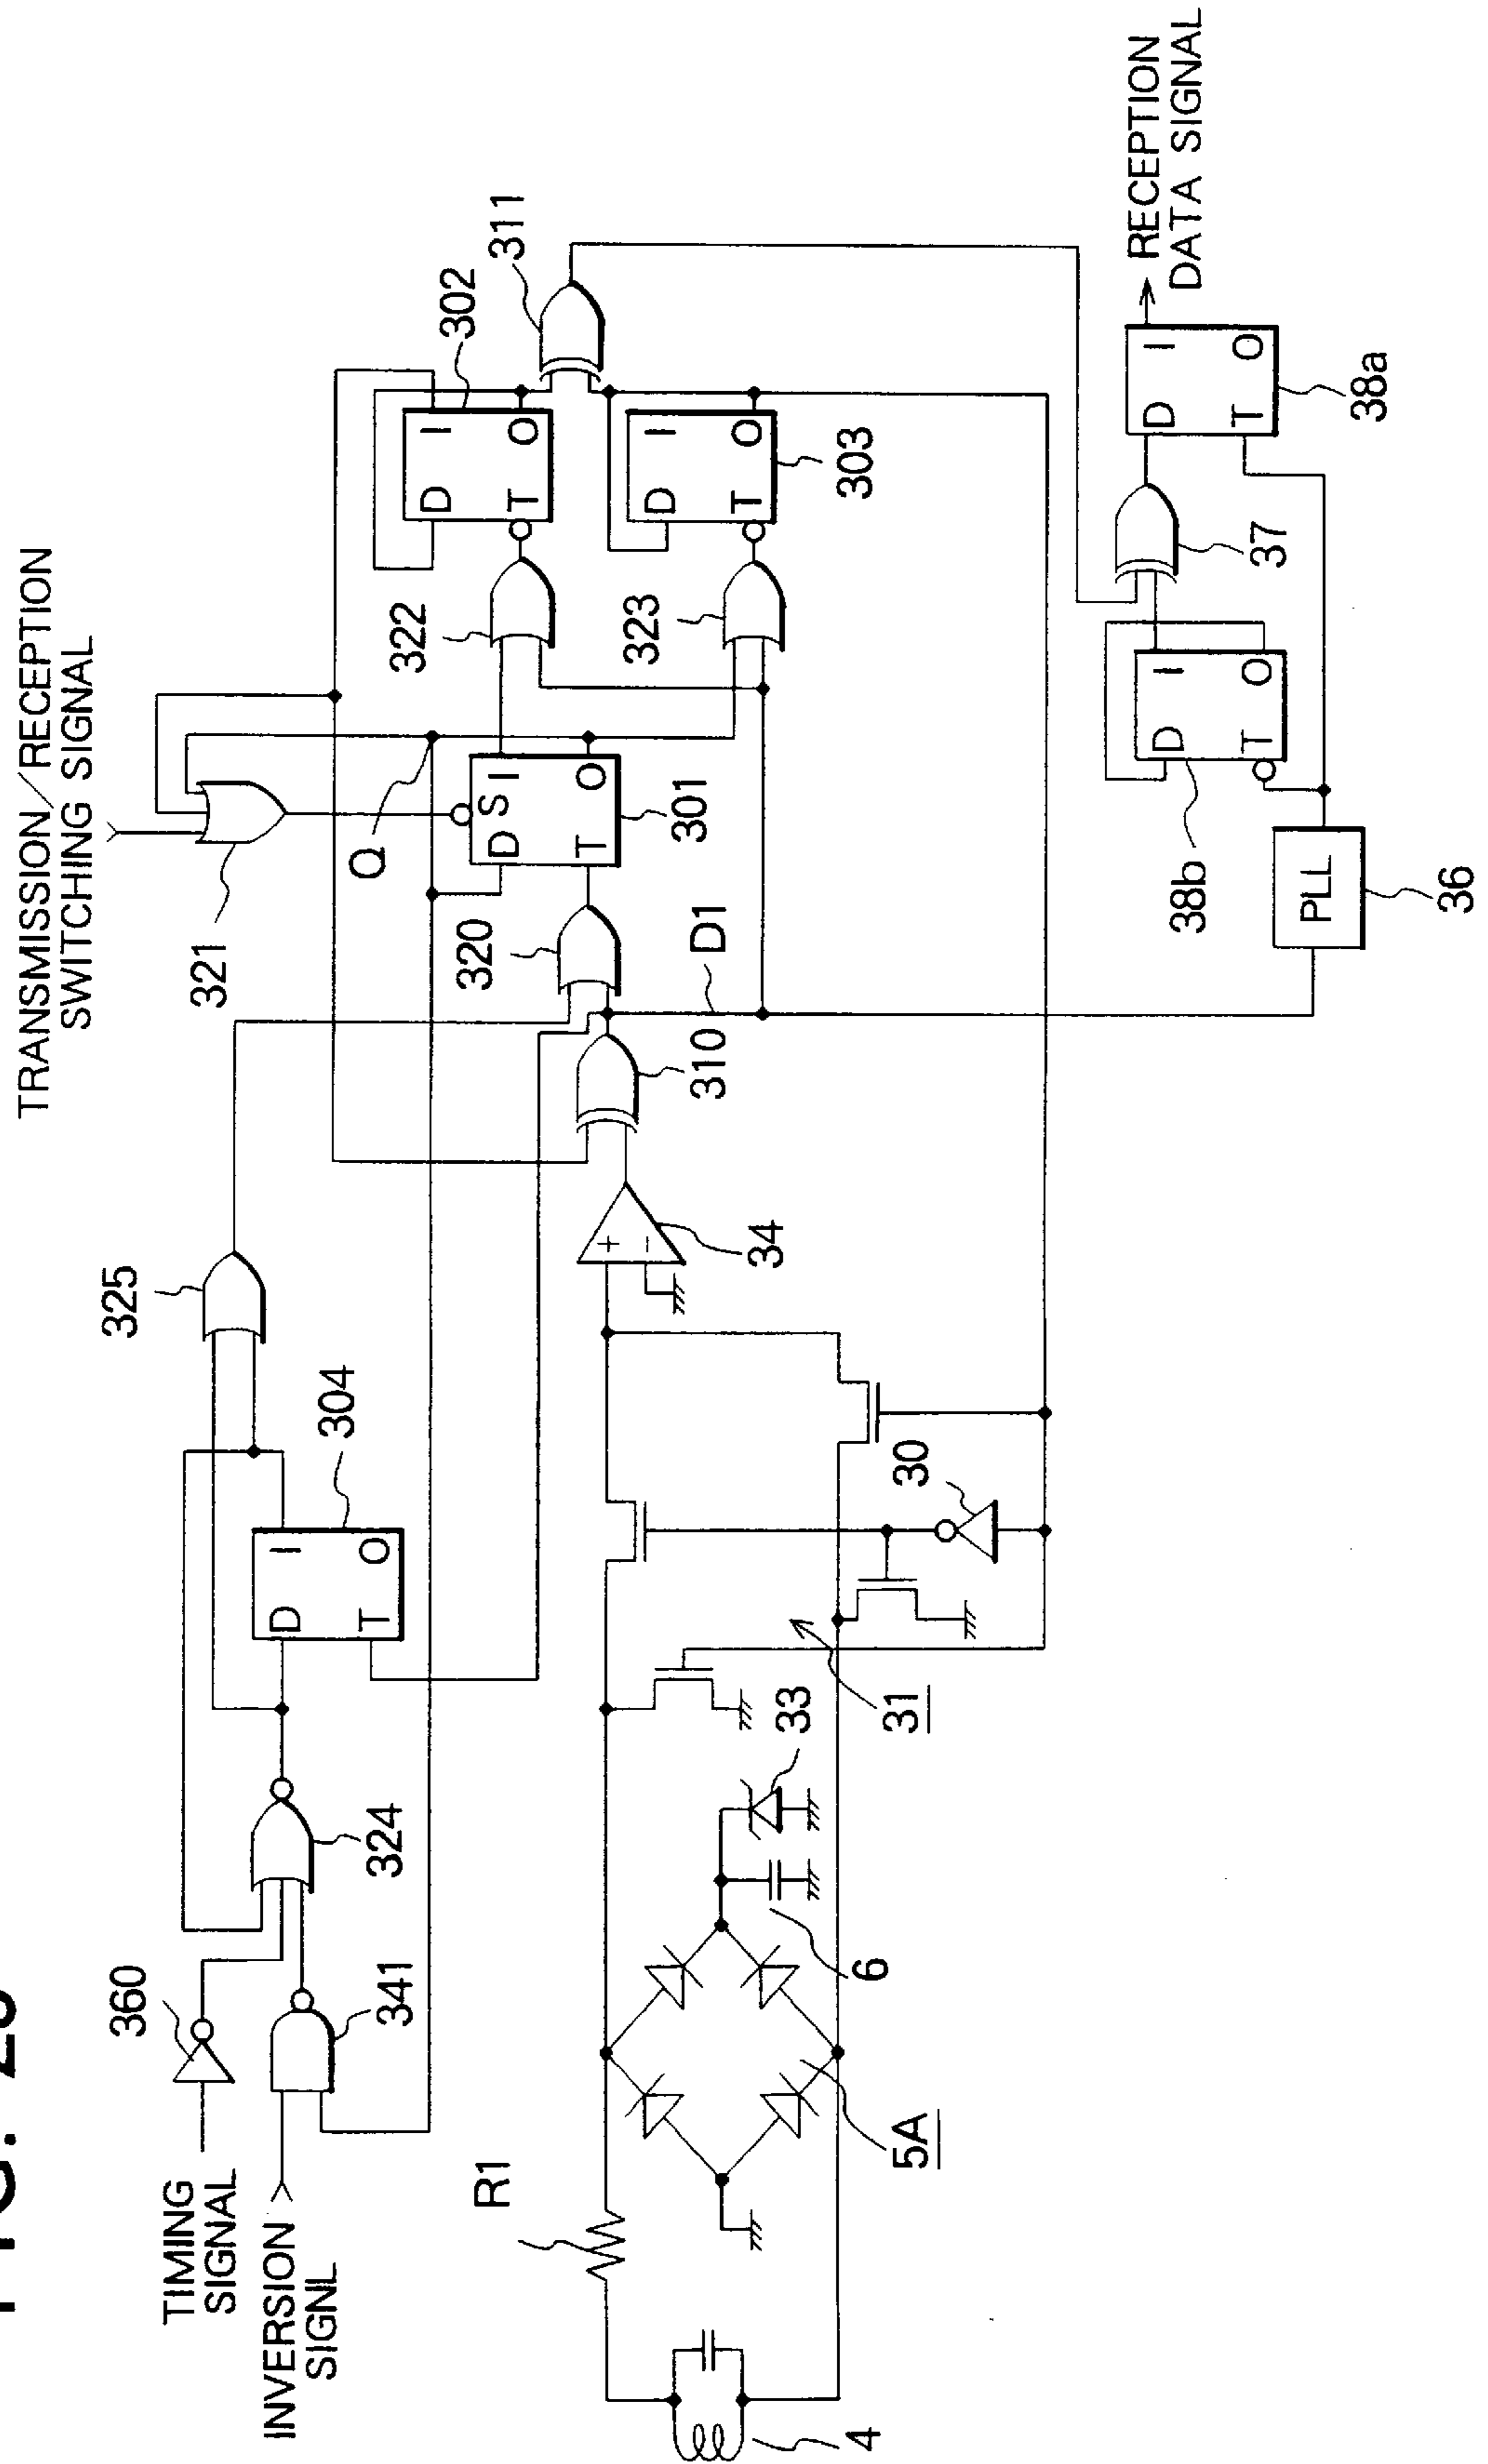 TRANSMISSION/RECEPTION
SWITCHING SIGNAL
TIMING
SIGNAL
INVERSION
SIGNL
360
341
324
D I
T O
304
325
321
Q
S
D I
T O
301
320
322
D I
T O
302
311
323
D I
T O
303
310
D1
R1
4
5A
6
33
31
30
+
-
34
PLL
36
D I
T O
38b
37
D I
T O
38a
RECEPTION
DATA SIGNAL